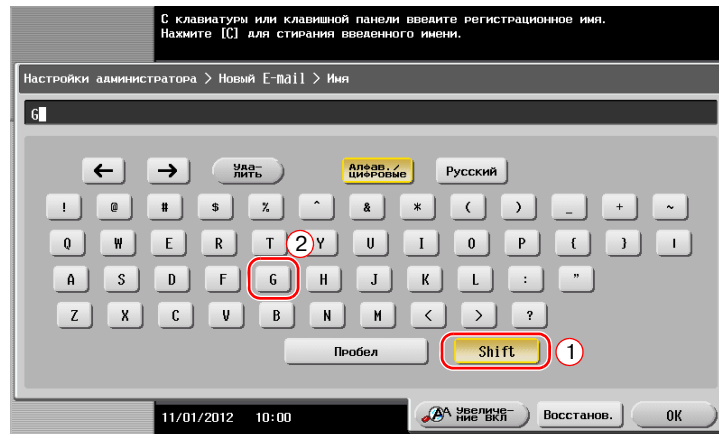 С клавиатуры или клавишной панели введите регистрационное имя.
Нажмите [C] для стирания введенного имени.
Настройки администратора > Новый E-mail > Имя
G
← → Уда-
лить Алфав./
цифровые Русский
! @ # $ % ^ & * ( ) _ + ~
Q W E R T 2 Y U I O P { } |
A S D F G H J K L : "
Z X C V B N M < > ?
Пробел Shift 1
11/01/2012 10:00 Увеличе-
ние ВКЛ Восстанов. OK